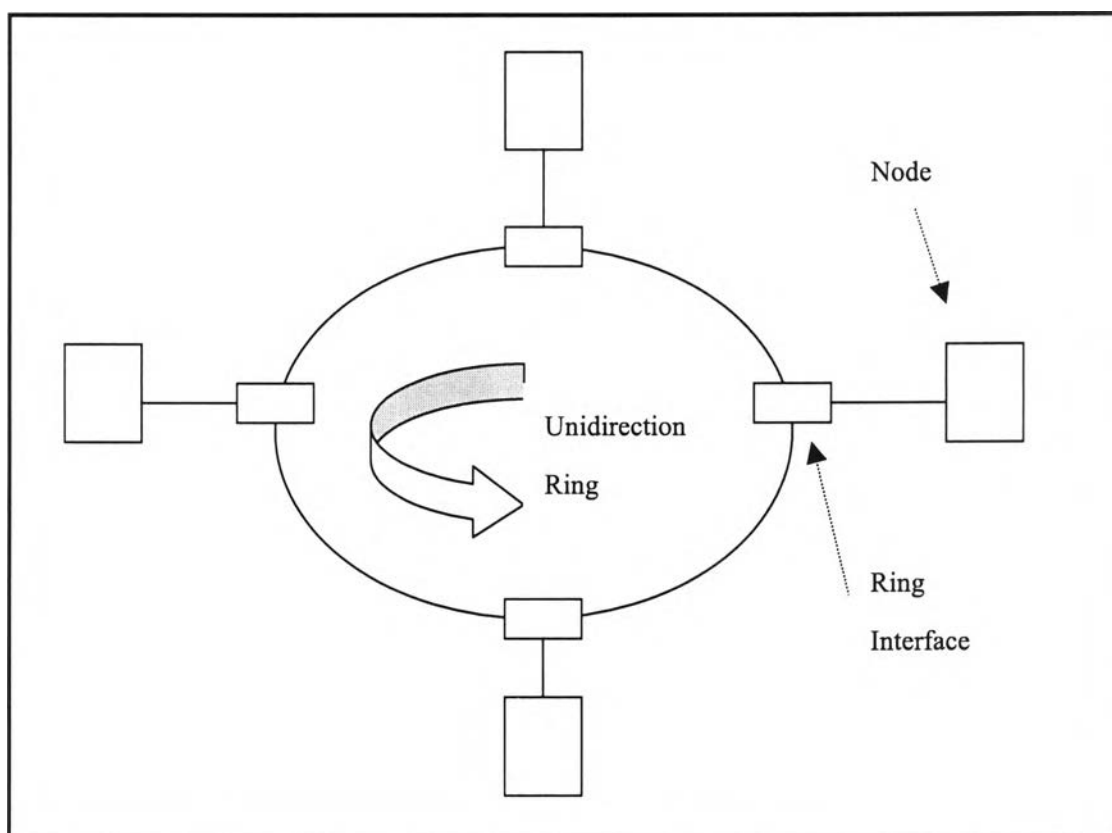 Node
Unidirection
Ring
Ring
Interface